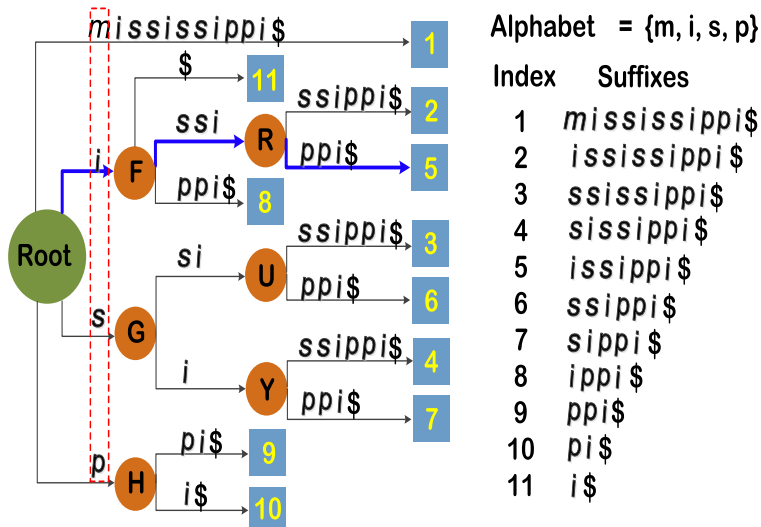 mississippi$
1
$
11
ssi
R
ssippi$
2
ppi$
5
i
F
ppi$
8
Root
si
U
ssippi$
3
ppi$
6
s
G
i
Y
ssippi$
4
ppi$
7
p
H
pi$
9
i$
10
Alphabet = {m, i, s, p}
Index Suffixes
1 mississippi$
2 ississippi$
3 ssissippi$
4 sissippi$
5 issippi$
6 ssippi$
7 sippi$
8 ippi$
9 ppi$
10 pi$
11 i$